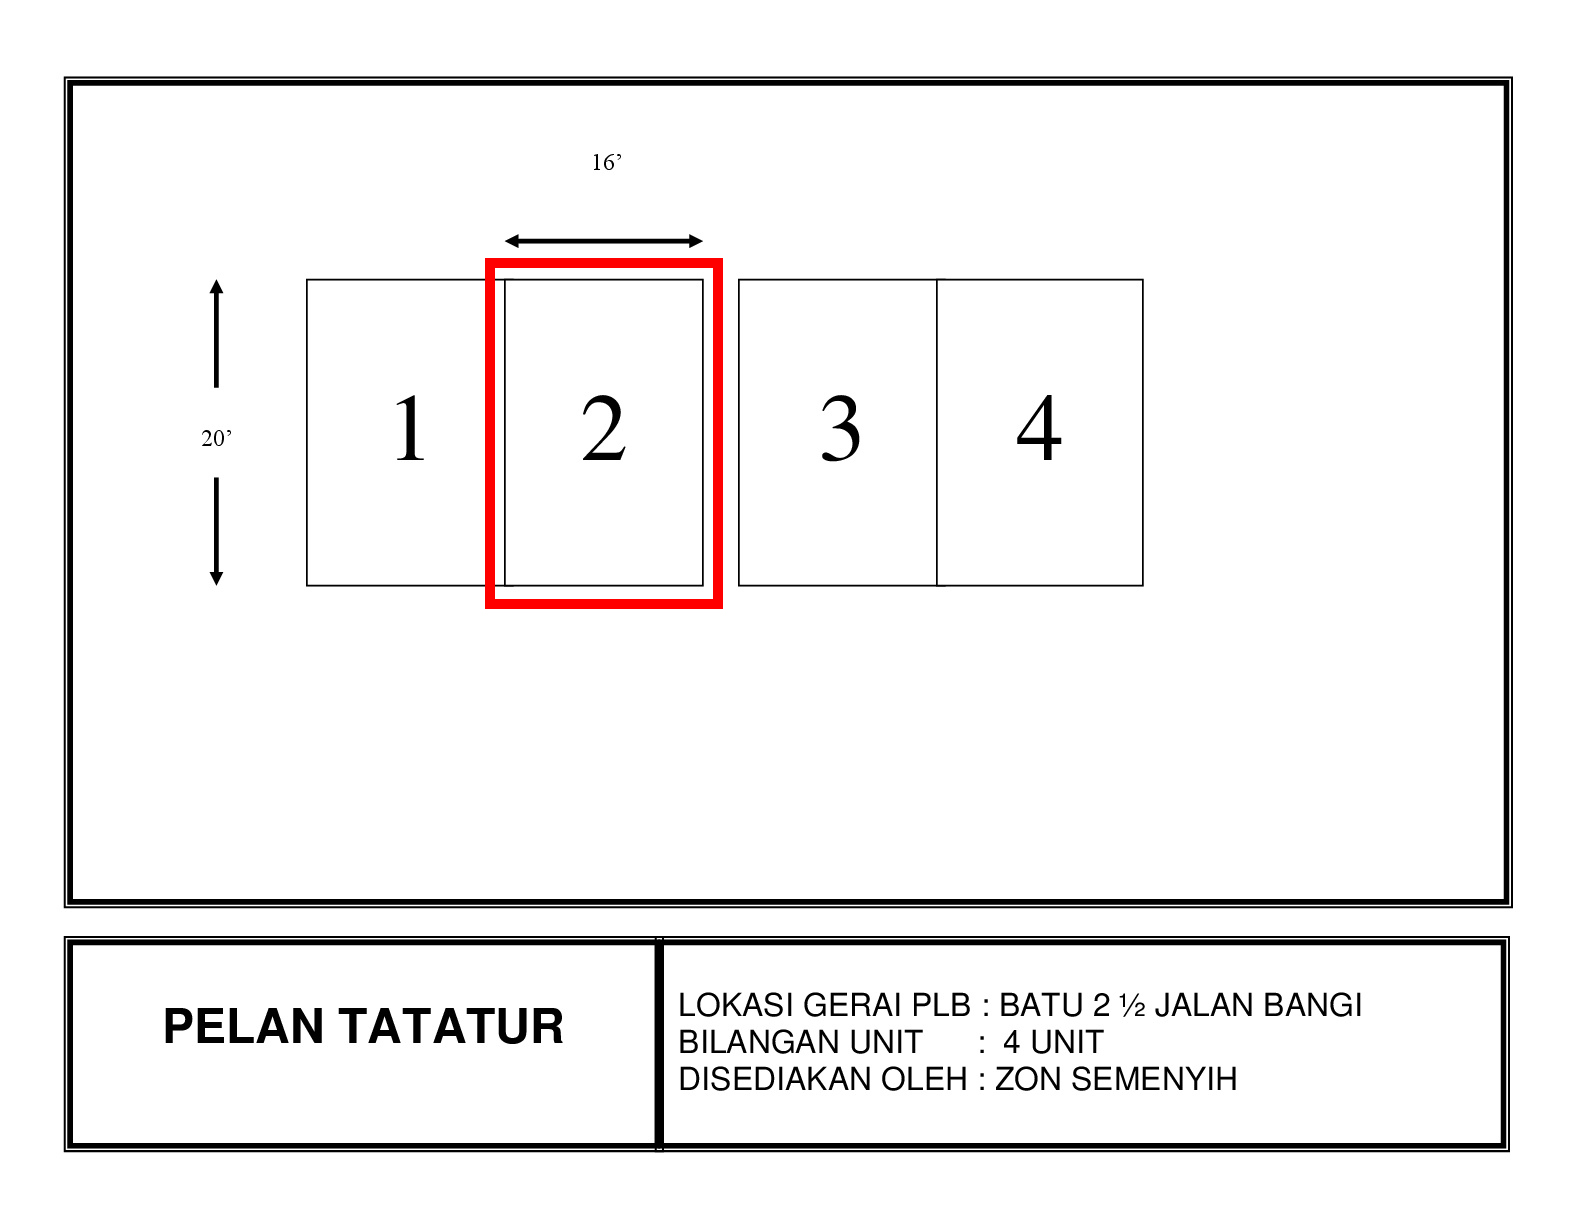 16’
20’
1
2
3
4
PELAN TATATUR
LOKASI GERAI PLB : BATU 2 ½ JALAN BANGI
BILANGAN UNIT : 4 UNIT
DISEDIAKAN OLEH : ZON SEMENYIH